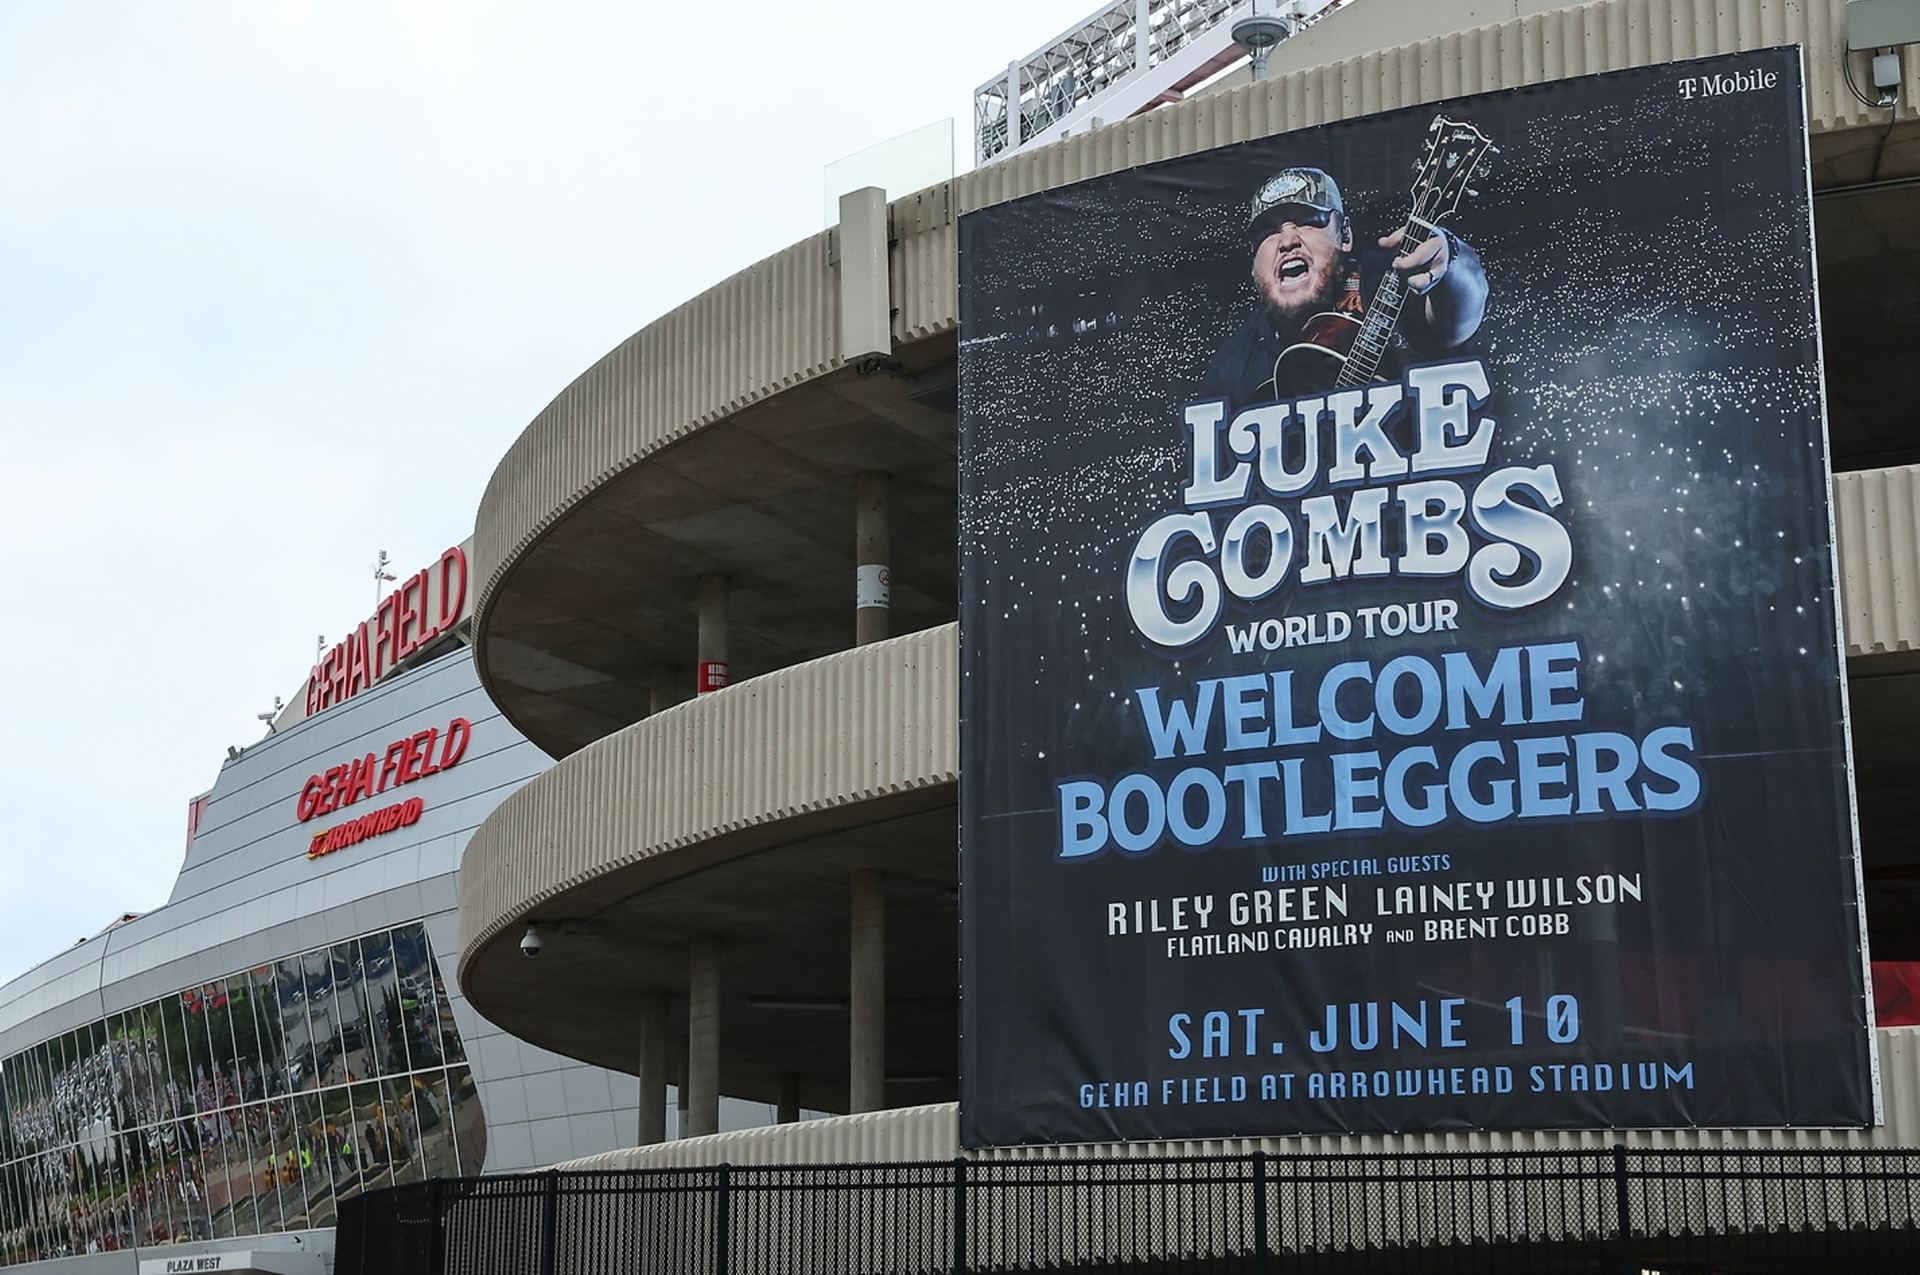 T Mobile
LUKE
COMBS
WORLD TOUR
WELCOME
BOOTLEGGERS
WITH SPECIAL GUESTS
RILEY GREEN LAINEY WILSON
FLATLAND CAVALRY AND BRENT COBB
SAT. JUNE 10
GEHA FIELD AT ARROWHEAD STADIUM
GEHA FIELD
GEHA FIELD
AT ARROWHEAD
PLAZA WEST